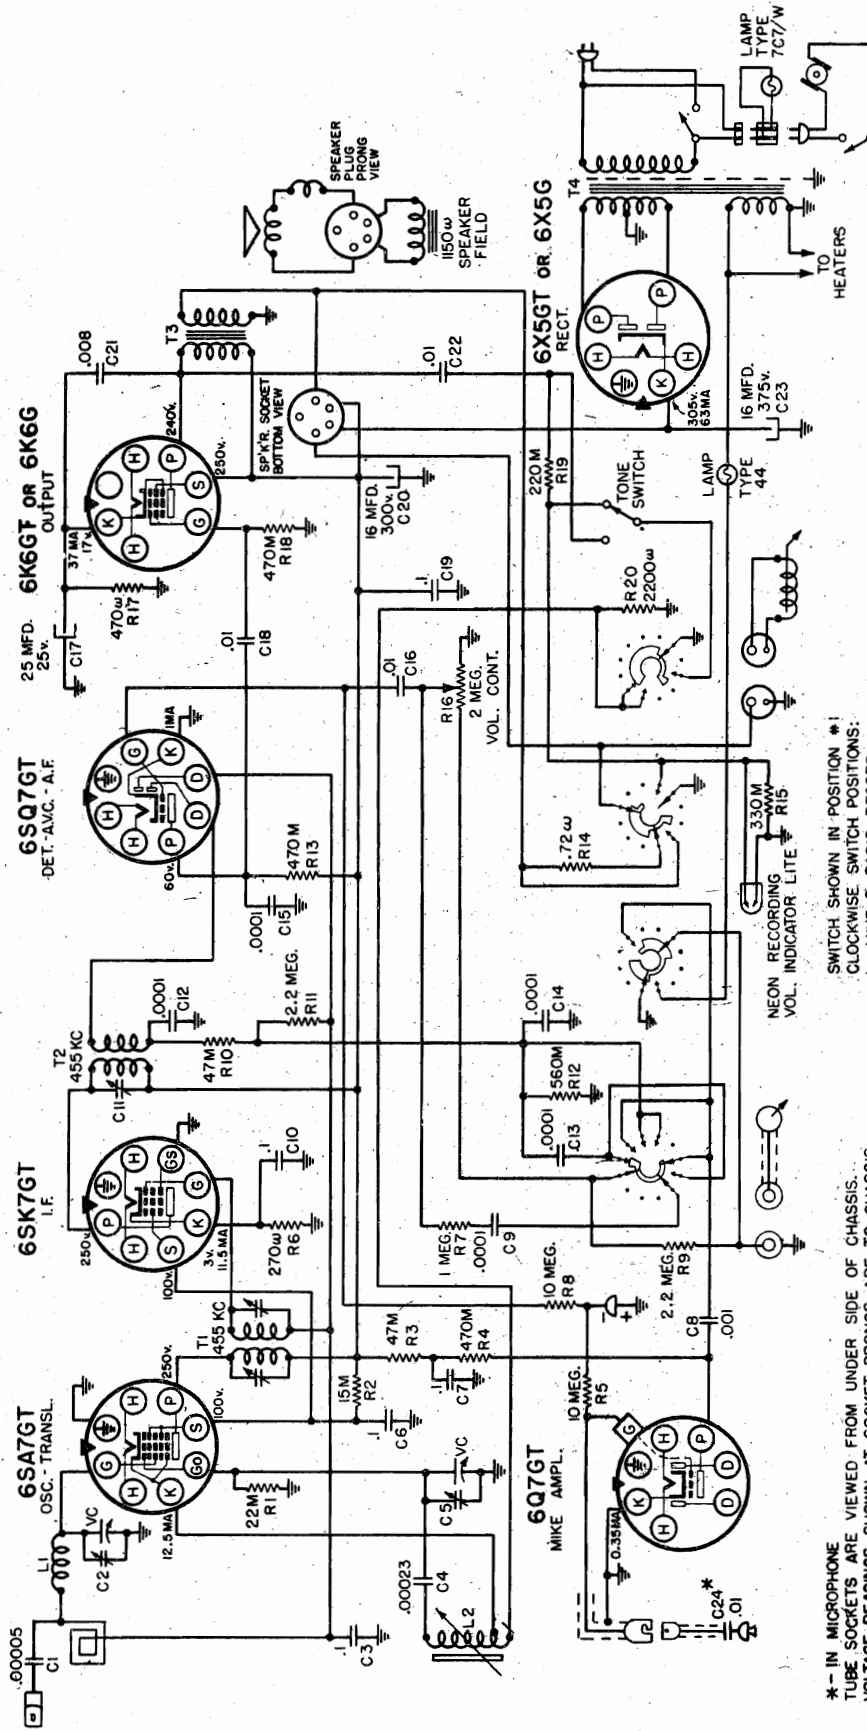 6SA7GT
OSC. - TRANSL.
6SK7GT
I.F.
6SQ7GT
DET.-A.V.C. - A.F.
6K6GT OR 6K6G
OUTPUT
.00005
C1
L1
C2
VC
12.5MA
22M
R1
100V.
250V.
T1
455 KC
100V.
250V.
3V.
11.5MA
270ω
R6
.1
C10
T2
455 KC
C11
.0001
C12
47M
R10
2.2 MEG.
R11
60V.
1MA
.0001
C15
470M
R13
25 MFD.
25V.
C17
470ω
R17
37 MA
17V.
.01
C18
470M
R18
240V.
250V.
.008
C21
T3
SPEAKER
PLUG
PRONG
VIEW
1150ω
SPEAKER
FIELD
SP'K'R. SOCKET
BOTTOM VIEW
16 MFD.
300V.
C20
.01
C22
.1
C19
.01
C16
R16
2 MEG.
VOL. CONT.
.1
C3
L2
.00023
C4
C5
VC
.1
C6
15M
R2
47M
R3
.1
C7
470M
R4
1 MEG.
R7
.0001
C9
.0001
C13
560M
R12
.0001
C14
6Q7GT
MIKE AMPL.
10 MEG.
R5
10 MEG.
R8
0.35MA
C24*
.01
C8
.001
2.2 MEG.
R9
.72ω
R14
R20
2200ω
220M
R19
TONE
SWITCH
6X5GT OR 6X5G
RECT.
305V.
63MA
16 MFD.
375V.
C23
T4
TO
HEATERS
LAMP
TYPE
44
LAMP
TYPE
7C7/W
330M
R15
NEON RECORDING
VOL. INDICATOR LITE
*- IN MICROPHONE
TUBE SOCKETS ARE VIEWED FROM UNDER SIDE OF CHASSIS.
SWITCH SHOWN IN POSITION #1
CLOCKWISE SWITCH POSITIONS: